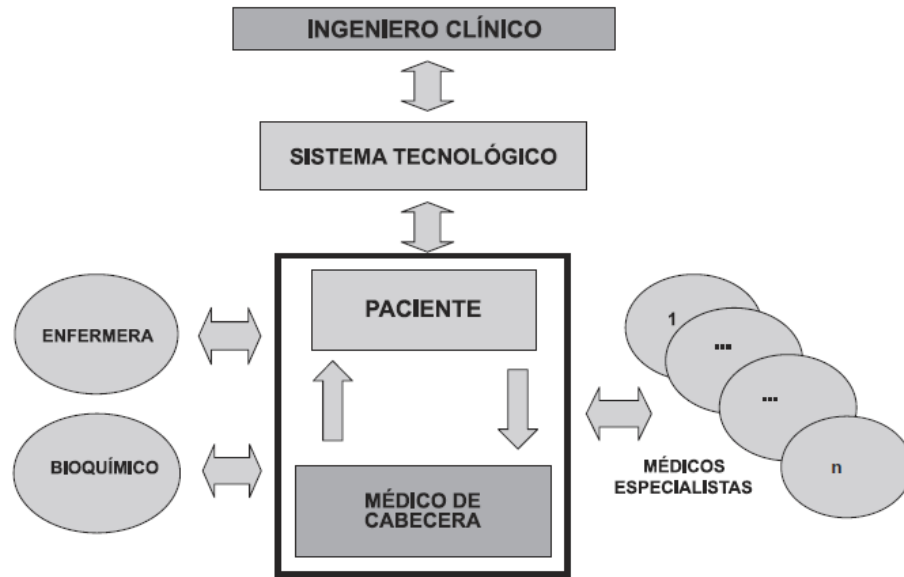 INGENIERO CLÍNICO
SISTEMA TECNOLÓGICO
PACIENTE
ENFERMERA
BIOQUÍMICO
MÉDICO DE
CABECERA
1
...
...
n
MÉDICOS
ESPECIALISTAS